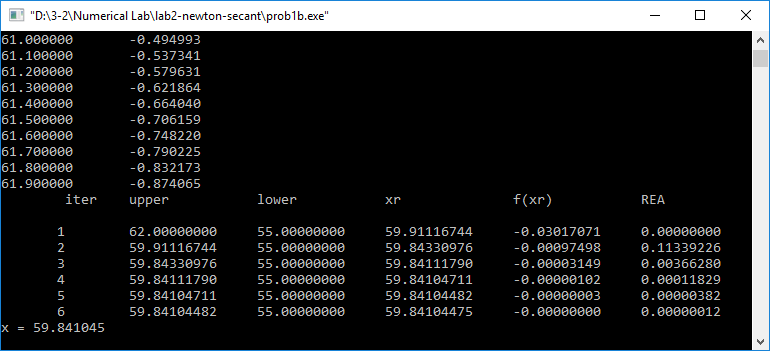 "D:\3-2\Numerical Lab\lab2-newton-secant\prob1b.exe"
61.000000 -0.494993
61.100000 -0.537341
61.200000 -0.579631
61.300000 -0.621864
61.400000 -0.664040
61.500000 -0.706159
61.600000 -0.748220
61.700000 -0.790225
61.800000 -0.832173
61.900000 -0.874065
iter upper lower xr f(xr) REA
1 62.00000000 55.00000000 59.91116744 -0.03017071 0.00000000
2 59.91116744 55.00000000 59.84330976 -0.00097498 0.11339226
3 59.84330976 55.00000000 59.84111790 -0.00003149 0.00366280
4 59.84111790 55.00000000 59.84104711 -0.00000102 0.00011829
5 59.84104711 55.00000000 59.84104482 -0.00000003 0.00000382
6 59.84104482 55.00000000 59.84104475 -0.00000000 0.00000012
x = 59.841045